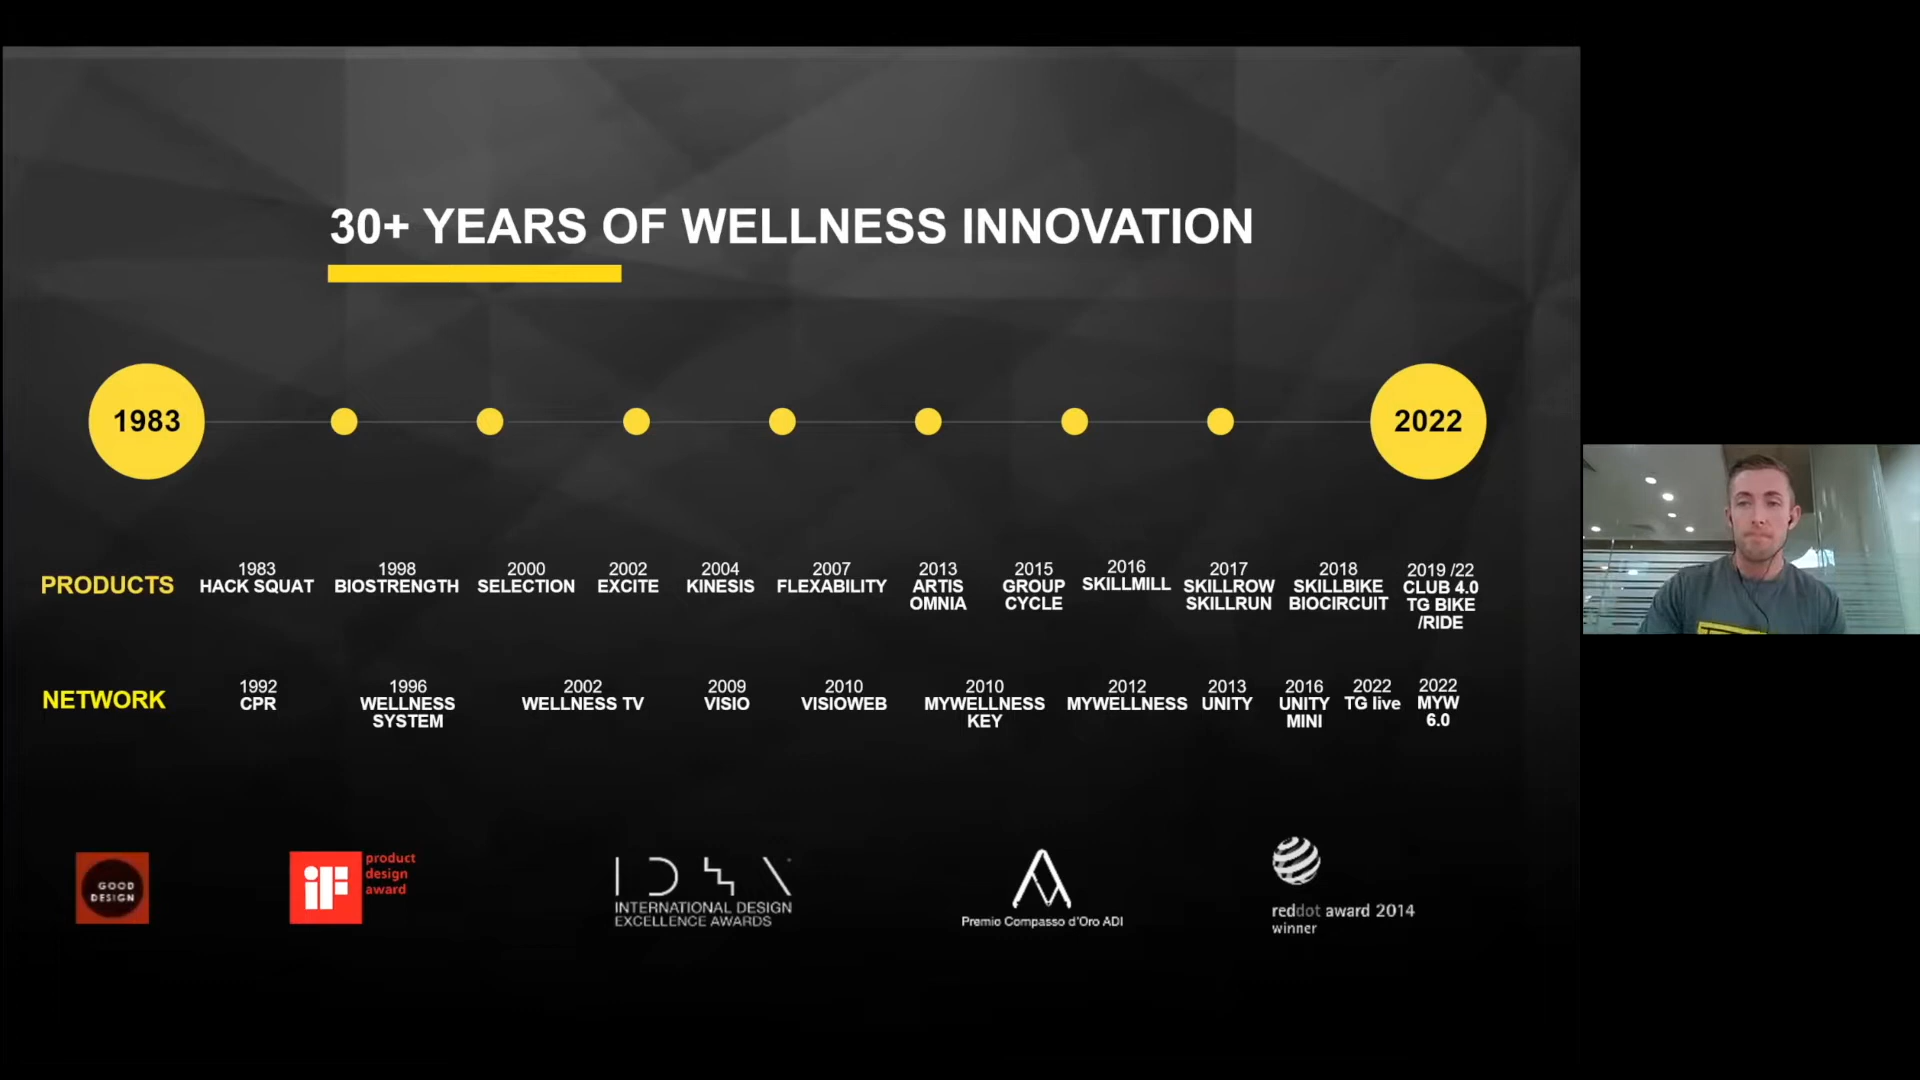 30+ YEARS OF WELLNESS INNOVATION
1983
2022
PRODUCTS
1983
HACK SQUAT
1998
BIOSTRENGTH
2000
SELECTION
2002
EXCITE
2004
KINESIS
2007
FLEXABILITY
2013
ARTIS
OMNIA
2015
GROUP
CYCLE
2016
SKILLMILL
2017
SKILLROW
SKILLRUN
2018
SKILLBIKE
BIOCIRCUIT
2019 /22
CLUB 4.0
TG BIKE
/RIDE
NETWORK
1992
CPR
1996
WELLNESS
SYSTEM
2002
WELLNESS TV
2009
VISIO
2010
VISIOWEB
2010
MYWELLNESS
KEY
2012
MYWELLNESS
2013
UNITY
2016
UNITY
MINI
2022
TG live
2022
MYW
6.0
GOOD
DESIGN
iF
product
design
award
IDEA
INTERNATIONAL DESIGN
EXCELLENCE AWARDS
Premio Compasso d'Oro ADI
reddot award 2014
winner